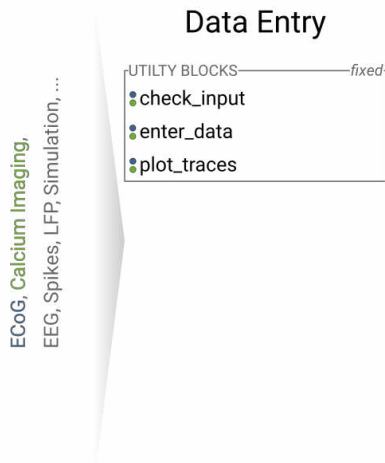 Data Entry
UTILTY BLOCKS
fixed
check_input
enter_data
plot_traces
ECoG, Calcium Imaging,
EEG, Spikes, LFP, Simulation, ...